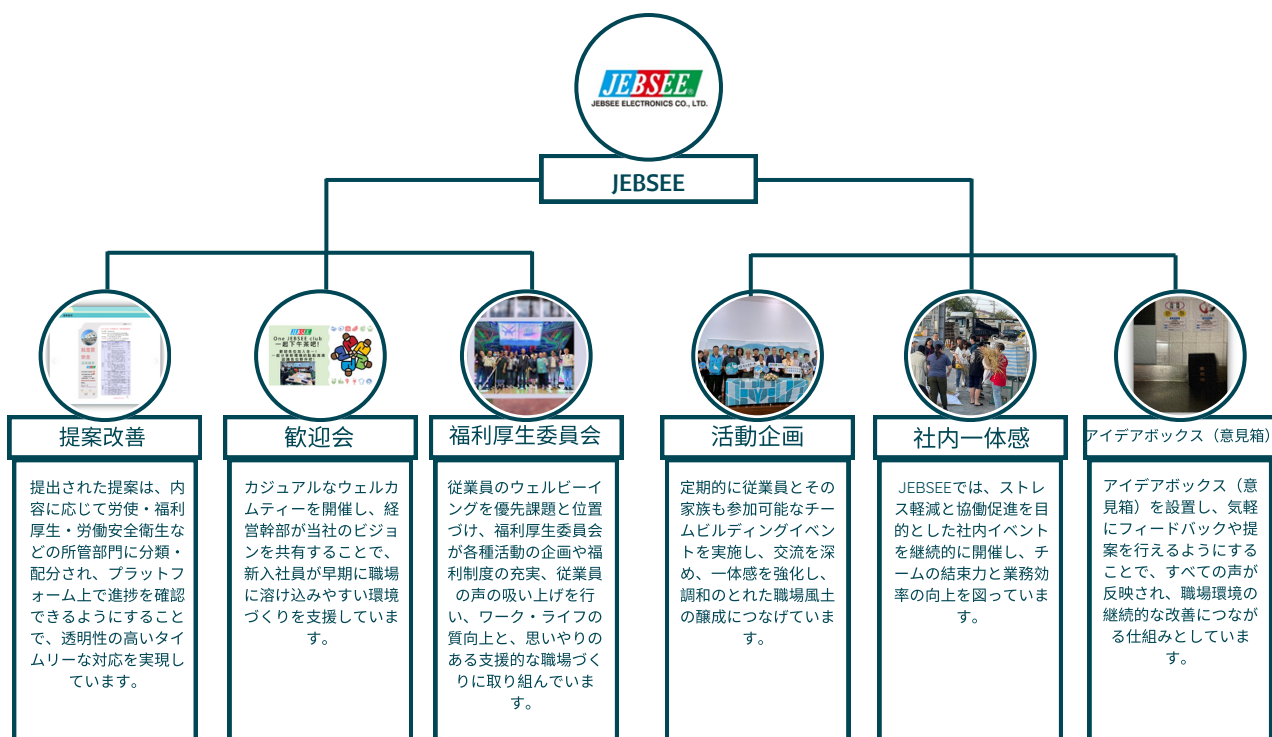 JEBSEE®
JEBSEE ELECTRONICS CO., LTD.
JEBSEE
提案改善
提出された提案は、内
容に応じて労使・福利
厚生・労働安全衛生な
どの所管部門に分類・
配分され、プラットフ
ォーム上で進捗を確認
できるようにすること
で、透明性の高いタイ
ムリーな対応を実現し
ています。
JEBSEE
One JEBSEE club
一起下午茶吧!
歓迎会
カジュアルなウェルカ
ムティーを開催し、経
営幹部が当社のビジョ
ンを共有することで、
新入社員が早期に職場
に溶け込みやすい環境
づくりを支援していま
す。
福利厚生委員会
従業員のウェルビーイ
ングを優先課題と位置
づけ、福利厚生委員会
が各種活動の企画や福
利制度の充実、従業員
の声の吸い上げを行
い、ワーク・ライフの
質向上と、思いやりの
ある支援的な職場づく
りに取り組んでいま
す。
活動企画
定期的に従業員とその
家族も参加可能なチー
ムビルディングイベン
トを実施し、交流を深
め、一体感を強化し、
調和のとれた職場風土
の醸成につなげていま
す。
社内一体感
JEBSEEでは、ストレ
ス軽減と協働促進を目
的とした社内イベント
を継続的に開催し、チ
ームの結束力と業務効
率の向上を図っていま
す。
アイデアボックス（意見箱）
アイデアボックス（意
見箱）を設置し、気軽
にフィードバックや提
案を行えるようにする
ことで、すべての声が
反映され、職場環境の
継続的な改善につなが
る仕組みとしていま
す。